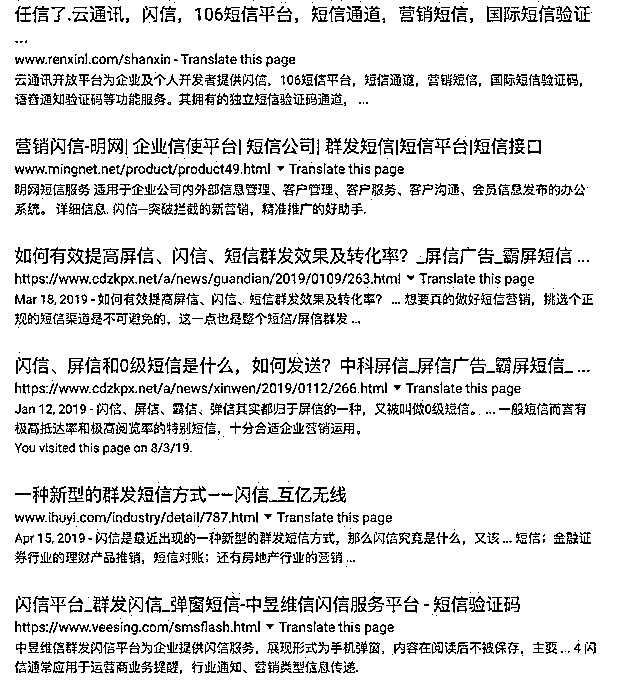 任信了.云通讯，闪信，106短信平台，短信通道，营销短信，国际短信验证
...
www.renxinl.com/shanxin - Translate this page
云通讯开放平台为企业及个人开发者提供闪信，106短信平台，短信通道，营销短信，国际短信验证码，
语音通知验证码等功能服务。其拥有的独立短信验证码通道， ...
营销闪信-明网| 企业信使平台| 短信公司| 群发短信|短信平台|短信接口
www.mingnet.net/product/product49.html ▼ Translate this page
明网短信服务 适用于企业公司内外部信息管理、客户管理、客户服务、客户沟通、会员信息发布的办公
系统。 详细信息. 闪信—突破拦截的新营销，精准推广的好助手.
如何有效提高屏信、闪信、短信群发效果及转化率？_屏信广告_霸屏短信 ...
https://www.cdzkpx.net/a/news/guandian/2019/0109/263.html ▼ Translate this page
Mar 18, 2019 - 如何有效提高屏信、闪信、短信群发效果及转化率？ ... 想要真的做好短信营销，挑选个正
规的短信渠道是不可避免的，这一点也是整个短信/屏信群发 ...
闪信、屏信和0级短信是什么，如何发送？中科屏信_屏信广告_霸屏短信_ ...
https://www.cdzkpx.net/a/news/xinwen/2019/0112/266.html ▼ Translate this page
Jan 12, 2019 - 闪信、屏信、霸信、弹信其实都归于屏信的一种，又被叫做0级短信。 ... 一般短信而言有
极高抵达率和极高阅览率的特别短信，十分合适企业营销运用。
You visited this page on 8/3/19.
一种新型的群发短信方式——闪信_互亿无线
www.ihuyi.com/industry/detail/787.html ▼ Translate this page
Apr 15, 2019 - 闪信是最近出现的一种新型的群发短信方式，那么闪信究竟是什么，又该 ... 短信；金融证
券行业的理财产品推销，短信对账；还有房地产行业的营销 ...
闪信平台_群发闪信_弹窗短信-中昱维信闪信服务平台 - 短信验证码
https://www.veesing.com/smsflash.html ▼ Translate this page
中昱维信群发闪信平台为企业提供闪信服务，展现形式为手机弹窗，内容在阅读后不被保存，主要 ... 4 闪
信通常应用于运营商业务提醒，行业通知、营销类型信息传递.